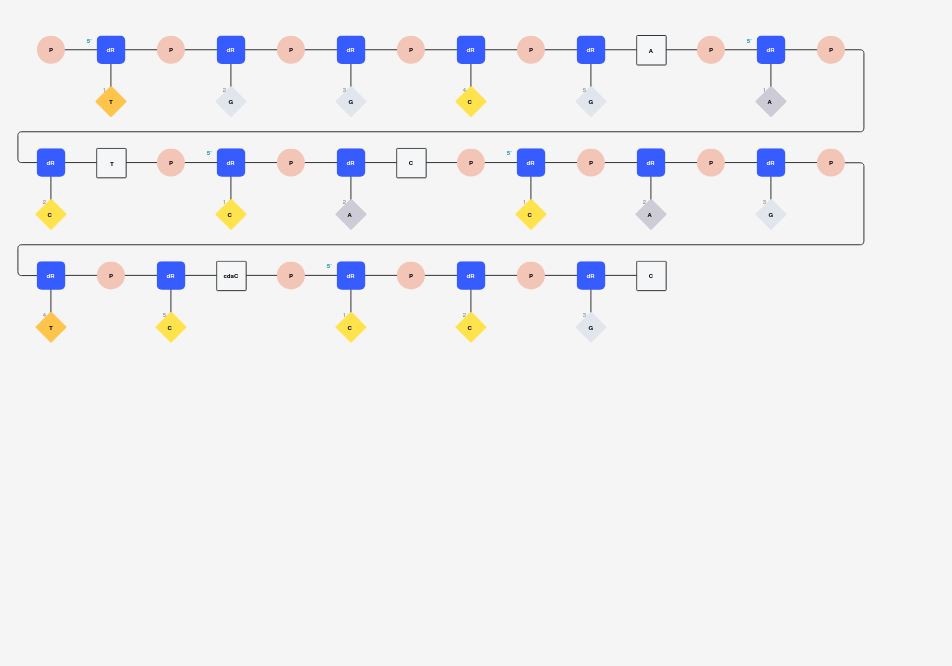 P 5' dR P dR P dR P dR P dR A P 5' dR P
1 T 2 G 3 G 4 C 5 G 1 A
dR T P 5' dR P dR C P 5' dR P dR P dR P
2 C 1 C 2 A 1 C 2 A 3 G
dR P dR cdaC P 5' dR P dR P dR C
4 T 5 C 1 C 2 C 3 G